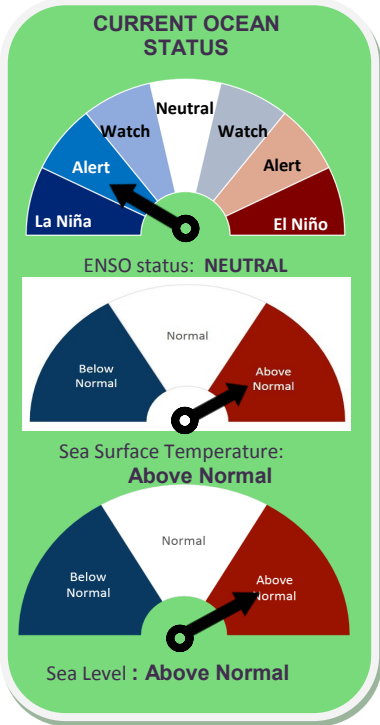 CURRENT OCEAN
STATUS
Neutral
Watch
Watch
Alert
Alert
La Niña
El Niño
ENSO status: NEUTRAL
Normal
Below
Normal
Above
Normal
Sea Surface Temperature:
Above Normal
Normal
Below
Normal
Above
Normal
Sea Level : Above Normal